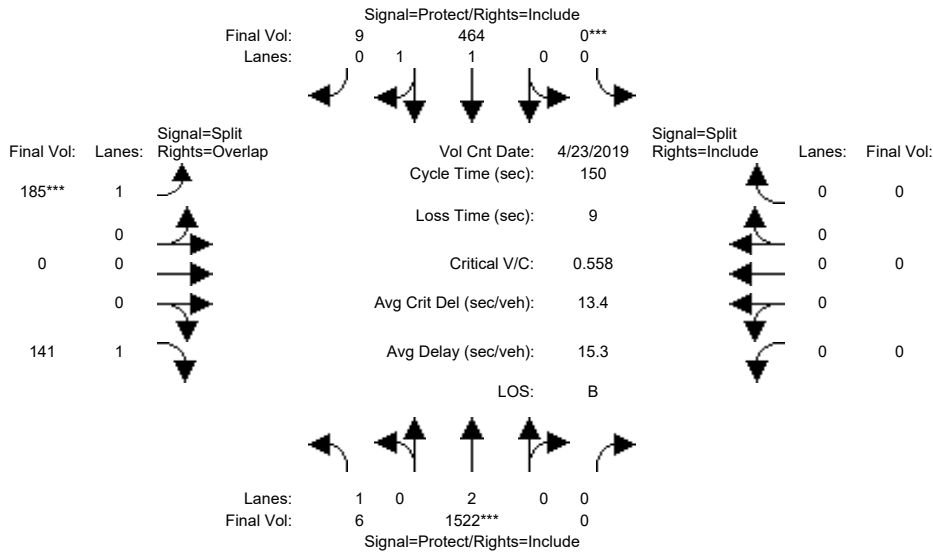 Signal=Protect/Rights=Include
Final Vol: 9 464 0***
Lanes: 0 1 1 0 0
Signal=Split Signal=Split
Final Vol: Lanes: Rights=Overlap Vol Cnt Date: 4/23/2019 Rights=Include Lanes: Final Vol:
Cycle Time (sec): 150
185*** 1 0 0
Loss Time (sec): 9
0 0
0 0 Critical V/C: 0.558 0 0
0 Avg Crit Del (sec/veh): 13.4 0
141 1 Avg Delay (sec/veh): 15.3 0 0
LOS: B
Lanes: 1 0 2 0 0
Final Vol: 6 1522*** 0
Signal=Protect/Rights=Include